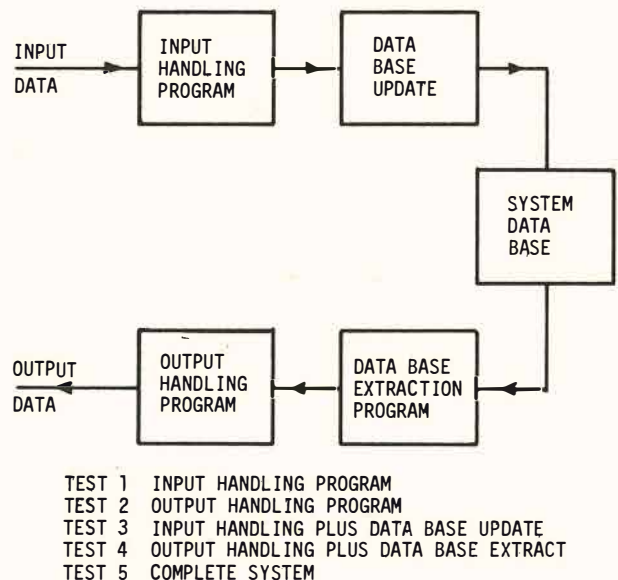 INPUT
DATA
INPUT
HANDLING
PROGRAM
DATA
BASE
UPDATE
SYSTEM
DATA
BASE
OUTPUT
DATA
OUTPUT
HANDLING
PROGRAM
DATA BASE
EXTRACTION
PROGRAM
TEST 1 INPUT HANDLING PROGRAM
TEST 2 OUTPUT HANDLING PROGRAM
TEST 3 INPUT HANDLING PLUS DATA BASE UPDATE
TEST 4 OUTPUT HANDLING PLUS DATA BASE EXTRACT
TEST 5 COMPLETE SYSTEM